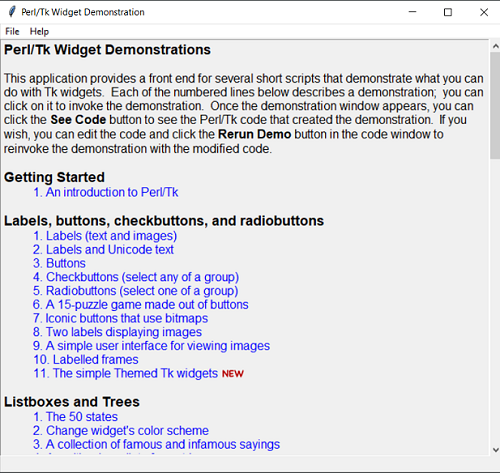 Perl/Tk Widget Demonstration
File Help
Perl/Tk Widget Demonstrations
This application provides a front end for several short scripts that demonstrate what you can
do with Tk widgets. Each of the numbered lines below describes a demonstration; you can
click on it to invoke the demonstration. Once the demonstration window appears, you can
click the See Code button to see the Perl/Tk code that created the demonstration. If you
wish, you can edit the code and click the Rerun Demo button in the code window to
reinvoke the demonstration with the modified code.
Getting Started
1. An introduction to Perl/Tk
Labels, buttons, checkbuttons, and radiobuttons
1. Labels (text and images)
2. Labels and Unicode text
3. Buttons
4. Checkbuttons (select any of a group)
5. Radiobuttons (select one of a group)
6. A 15-puzzle game made out of buttons
7. Iconic buttons that use bitmaps
8. Two labels displaying images
9. A simple user interface for viewing images
10. Labelled frames
11. The simple Themed Tk widgets NEW
Listboxes and Trees
1. The 50 states
2. Change widget's color scheme
3. A collection of famous and infamous sayings